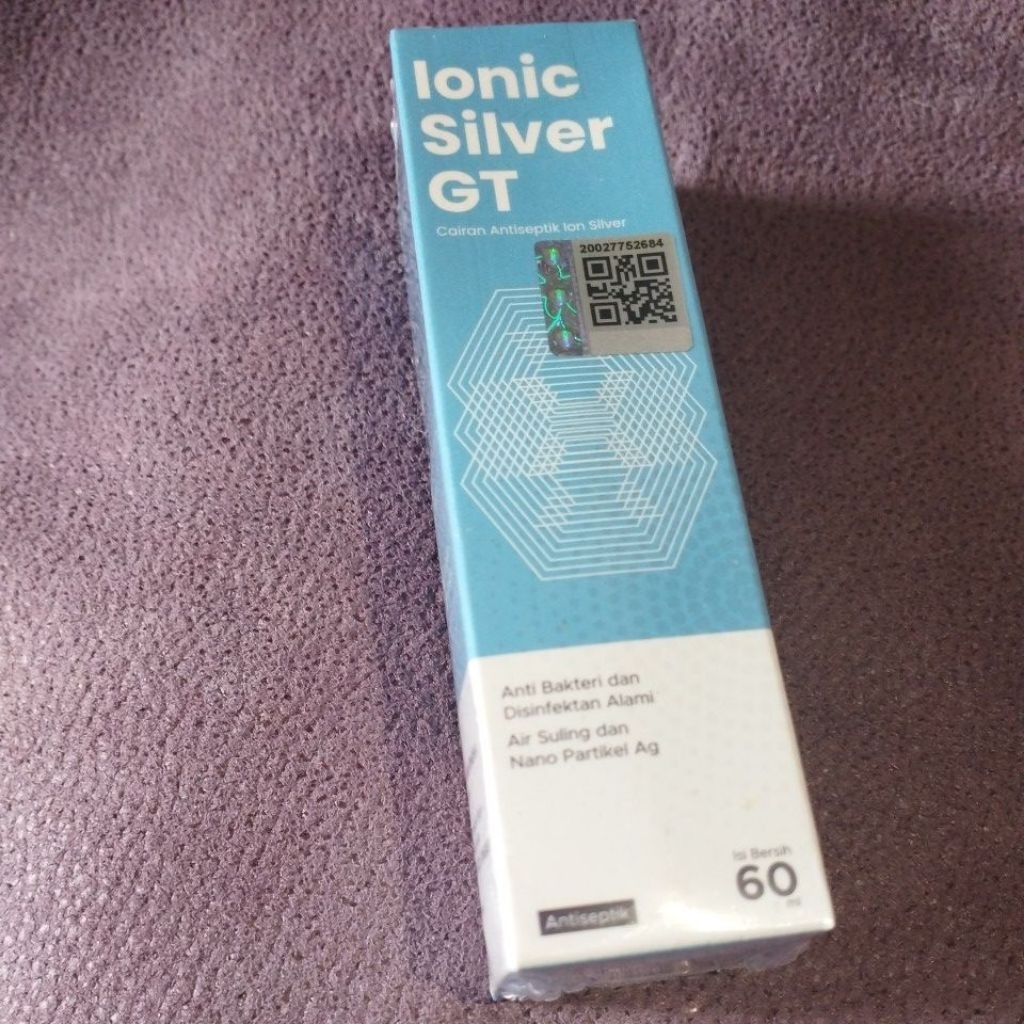 Ionic
Silver
GT
Cairan Antiseptik Ion Silver
20027752684
Anti Bakteri dan
Disinfektan Alami
Air Suling dan
Nano Partikel Ag
Isi Bersih
60
ml
Antiseptik